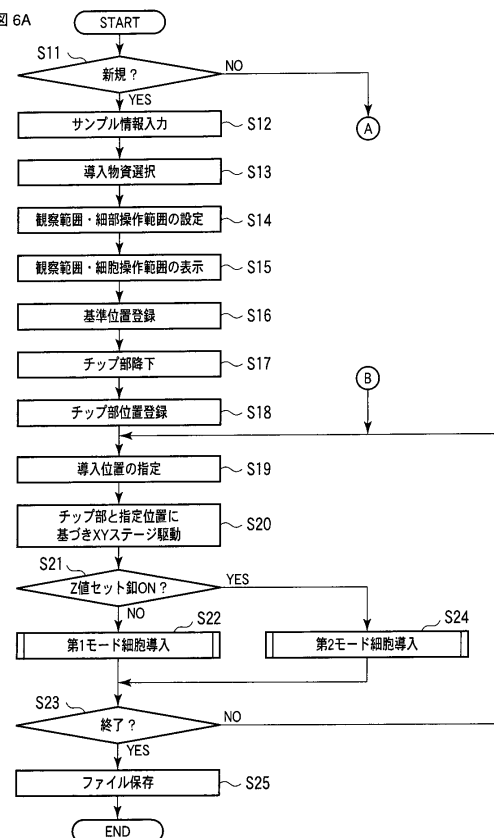 図 6A
START
S11
新規？
NO
YES
A
サンプル情報入力
S12
導入物資選択
S13
観察範囲・細部操作範囲の設定
S14
観察範囲・細胞操作範囲の表示
S15
基準位置登録
S16
チップ部降下
S17
B
チップ部位置登録
S18
導入位置の指定
S19
チップ部と指定位置に
基づきXYステージ駆動
S20
S21
Z値セット釦ON？
YES
NO
S22
第1モード細胞導入
S24
第2モード細胞導入
S23
終了？
NO
YES
ファイル保存
S25
END